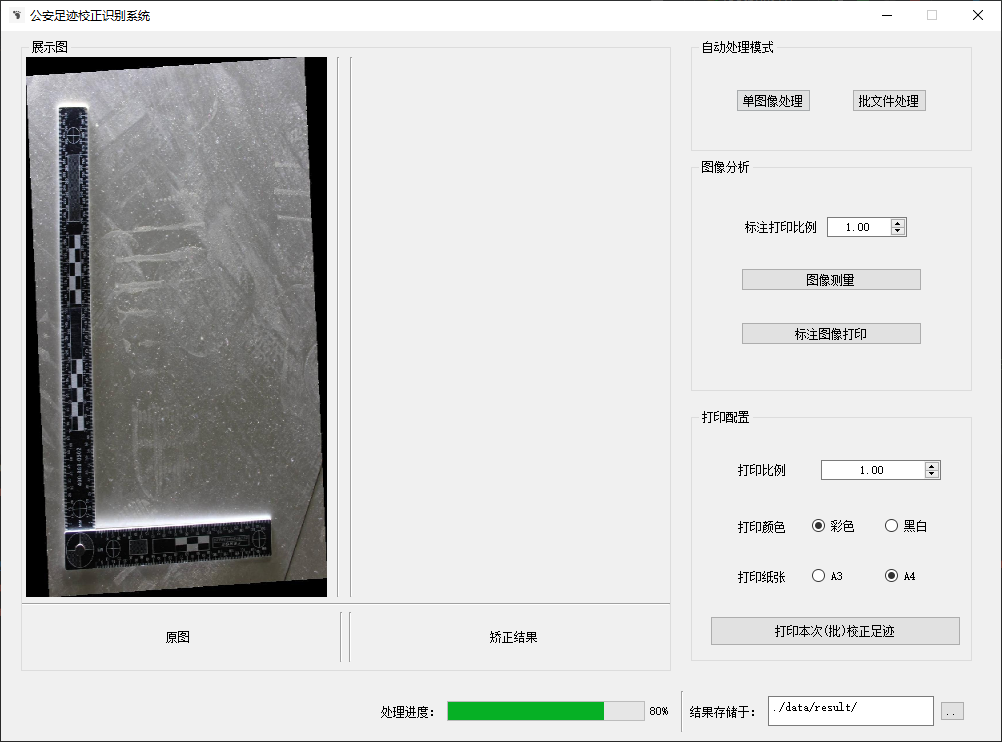 公安足迹校正识别系统
展示图
自动处理模式
单图像处理
批文件处理
图像分析
标注打印比例
1.00
图像测量
标注图像打印
打印配置
打印比例
1.00
打印颜色
彩色
黑白
打印纸张
A3
A4
打印本次(批)校正足迹
原图
矫正结果
处理进度:
80%
结果存储于:
./data/result/
..